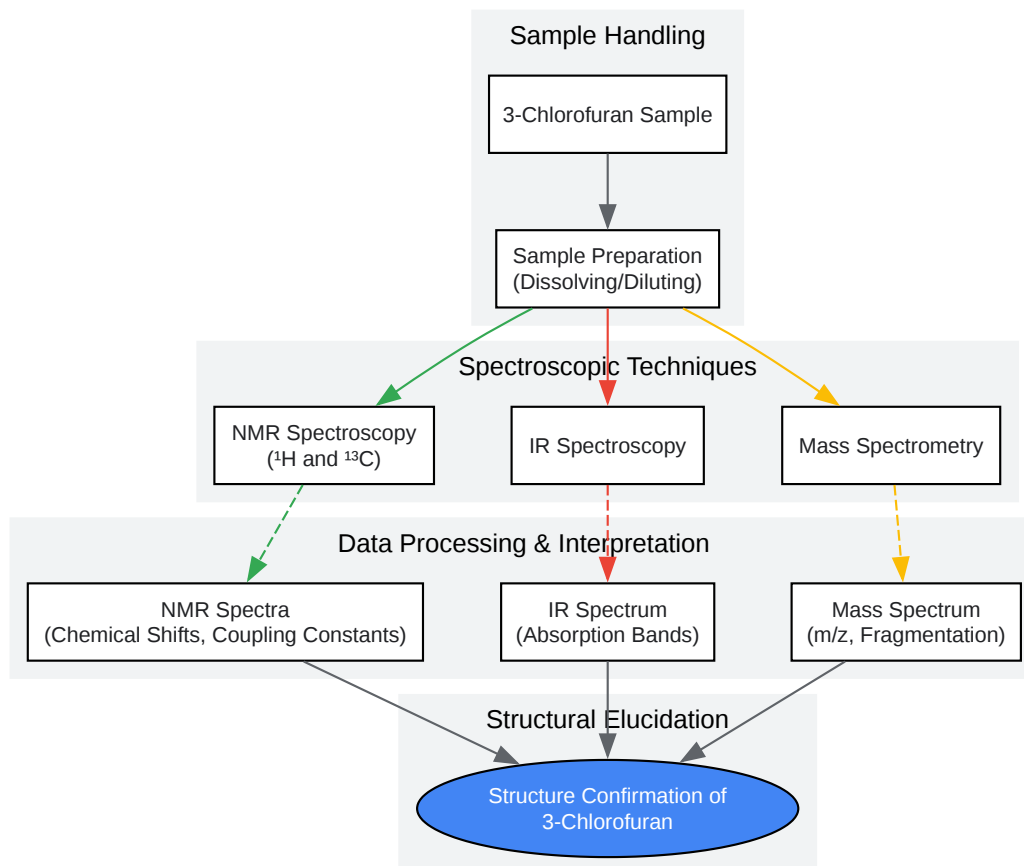 Sample Handling
3-Chlorofuran Sample
Sample Preparation
(Dissolving/Diluting)
Spectroscopic Techniques
NMR Spectroscopy
(¹H and ¹³C)
IR Spectroscopy
Mass Spectrometry
Data Processing & Interpretation
NMR Spectra
(Chemical Shifts, Coupling Constants)
IR Spectrum
(Absorption Bands)
Mass Spectrum
(m/z, Fragmentation)
Structural Elucidation
Structure Confirmation of
3-Chlorofuran